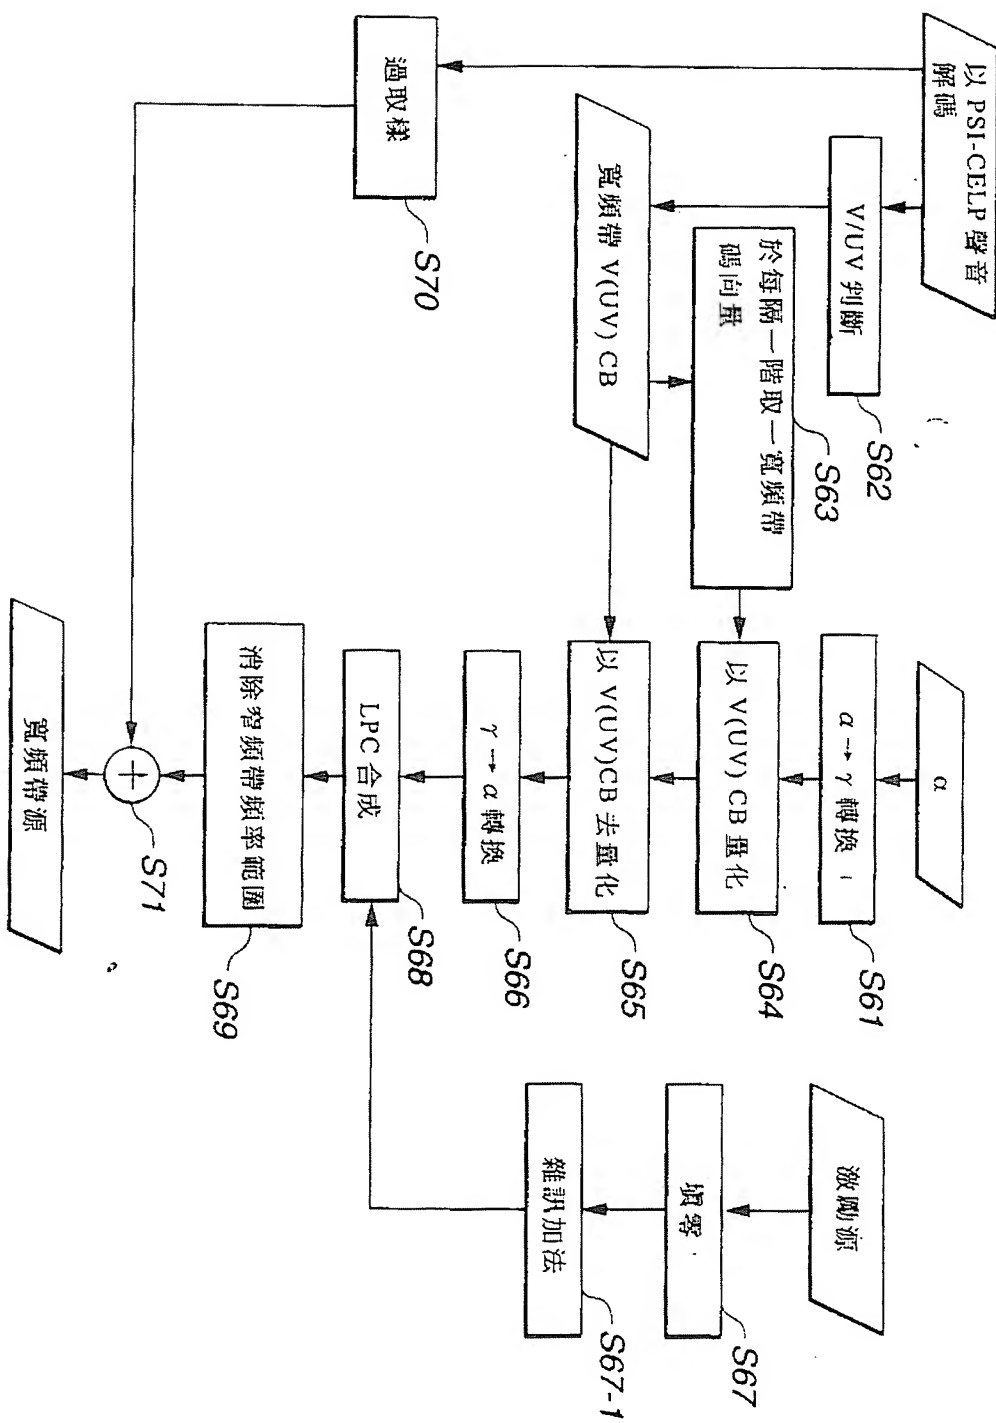 以 PSI-CELP 聲音
解碼
V/UV 判斷
S62
寬頻帶 V(UV) CB
於每隔一階取一寬頻帶
碼向量
S63
過取樣
S70
α
α → γ 轉換
S61
以 V(UV) CB 量化
S64
以 V(UV)CB 去量化
S65
γ → α 轉換
S66
LPC 合成
S68
消除窄頻帶頻率範圍
S69
+
S71
寬頻帶源
激勵源
填零
S67
雜訊加法
S67-1